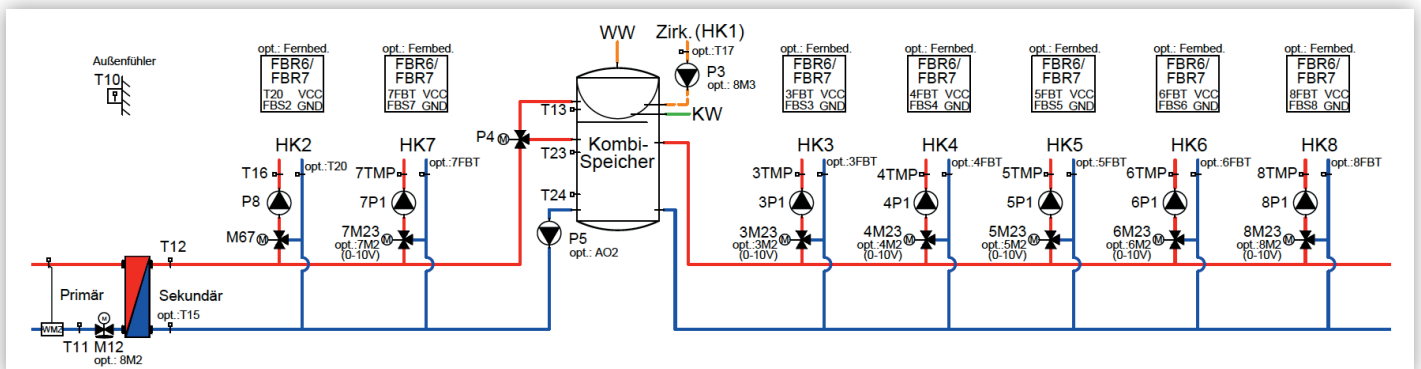 Außenfühler
T10
opt.: Fernbed.
FBR6/
FBR7
T20 VCC
FBS2 GND
opt.: Fernbed.
FBR6/
FBR7
7FBT VCC
FBS7 GND
WW
Zirk. (HK1)
opt.:T17
P3
opt.: 8M3
KW
opt.: Fernbed.
FBR6/
FBR7
3FBT VCC
FBS3 GND
opt.: Fernbed.
FBR6/
FBR7
4FBT VCC
FBS4 GND
opt.: Fernbed.
FBR6/
FBR7
5FBT VCC
FBS5 GND
opt.: Fernbed.
FBR6/
FBR7
6FBT VCC
FBS6 GND
opt.: Fernbed.
FBR6/
FBR7
8FBT VCC
FBS8 GND
HK2
opt.:T20
T16
P8
M67 M
HK7
opt.:7FBT
7TMP
7P1
7M23 M
opt.:7M2
(0-10V)
P4 M
T13
T23
T24
Kombi-
Speicher
P5
opt.: AO2
HK3
opt.:3FBT
3TMP
3P1
3M23 M
opt.:3M2
(0-10V)
HK4
opt.:4FBT
4TMP
4P1
4M23 M
opt.:4M2
(0-10V)
HK5
opt.:5FBT
5TMP
5P1
5M23 M
opt.:5M2
(0-10V)
HK6
opt.:6FBT
6TMP
6P1
6M23 M
opt.:6M2
(0-10V)
HK8
opt.:8FBT
8TMP
8P1
8M23 M
opt.:8M2
(0-10V)
T12
Primär
Sekundär
opt.:T15
WMZ
M
T11 M12
opt.: 8M2